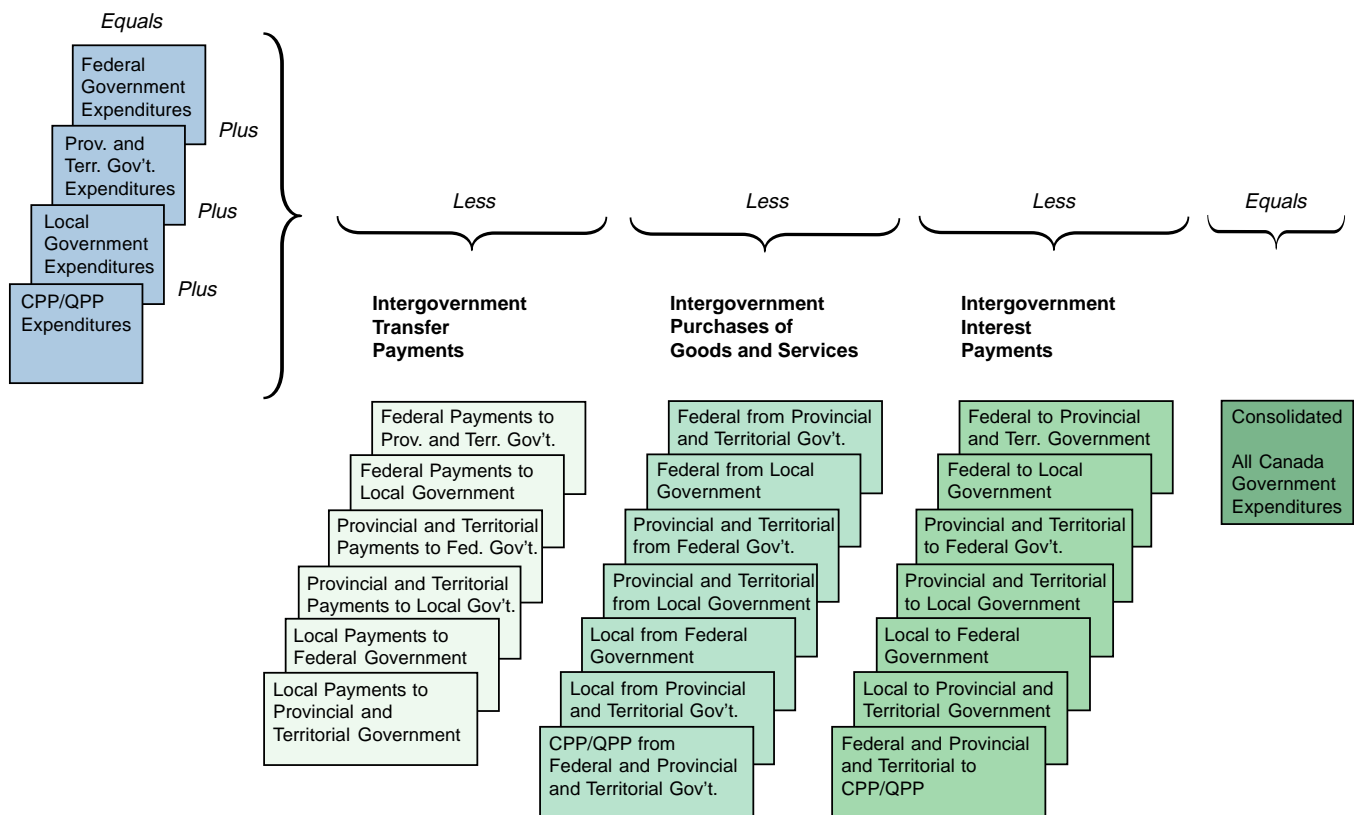 Equals
Federal
Government
Expenditures
Plus
Prov. and
Terr. Gov't.
Expenditures
Plus
Local
Government
Expenditures
Plus
CPP/QPP
Expenditures
Less
Less
Less
Equals
Intergovernment
Transfer
Payments
Intergovernment
Purchases of
Goods and Services
Intergovernment
Interest
Payments
Federal Payments to
Prov. and Terr. Gov't.
Federal Payments to
Local Government
Provincial and Territorial
Payments to Fed. Gov't.
Provincial and Territorial
Payments to Local Gov't.
Local Payments to
Federal Government
Local Payments to
Provincial and
Territorial Government
Federal from Provincial
and Territorial Gov't.
Federal from Local
Government
Provincial and Territorial
from Federal Gov't.
Provincial and Territorial
from Local Government
Local from Federal
Government
Local from Provincial
and Territorial Gov't.
CPP/QPP from
Federal and Provincial
and Territorial Gov't.
Federal to Provincial
and Terr. Government
Federal to Local
Government
Provincial and Territorial
to Federal Gov't.
Provincial and Territorial
to Local Government
Local to Federal
Government
Local to Provincial and
Territorial Government
Federal and Provincial
and Territorial to
CPP/QPP
Consolidated
All Canada
Government
Expenditures